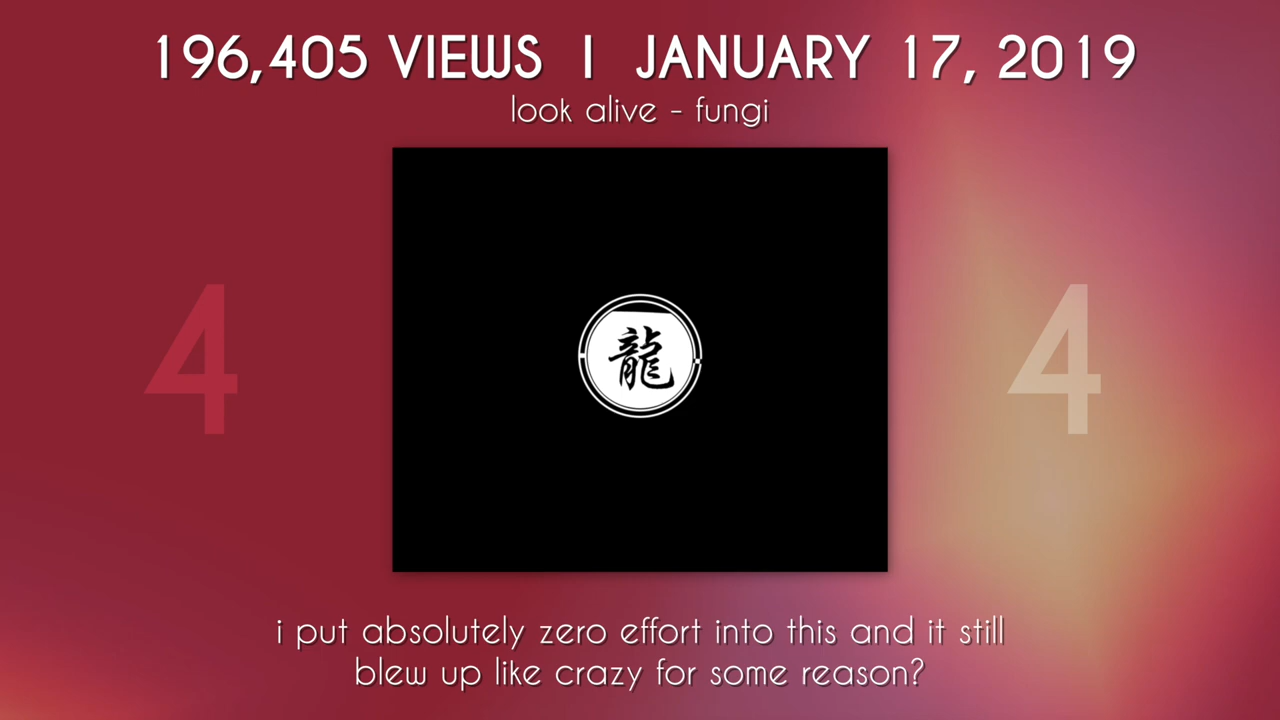 196,405 VIEWS | JANUARY 17, 2019
look alive - fungi
4
龍
4
i put absolutely zero effort into this and it still
blew up like crazy for some reason?